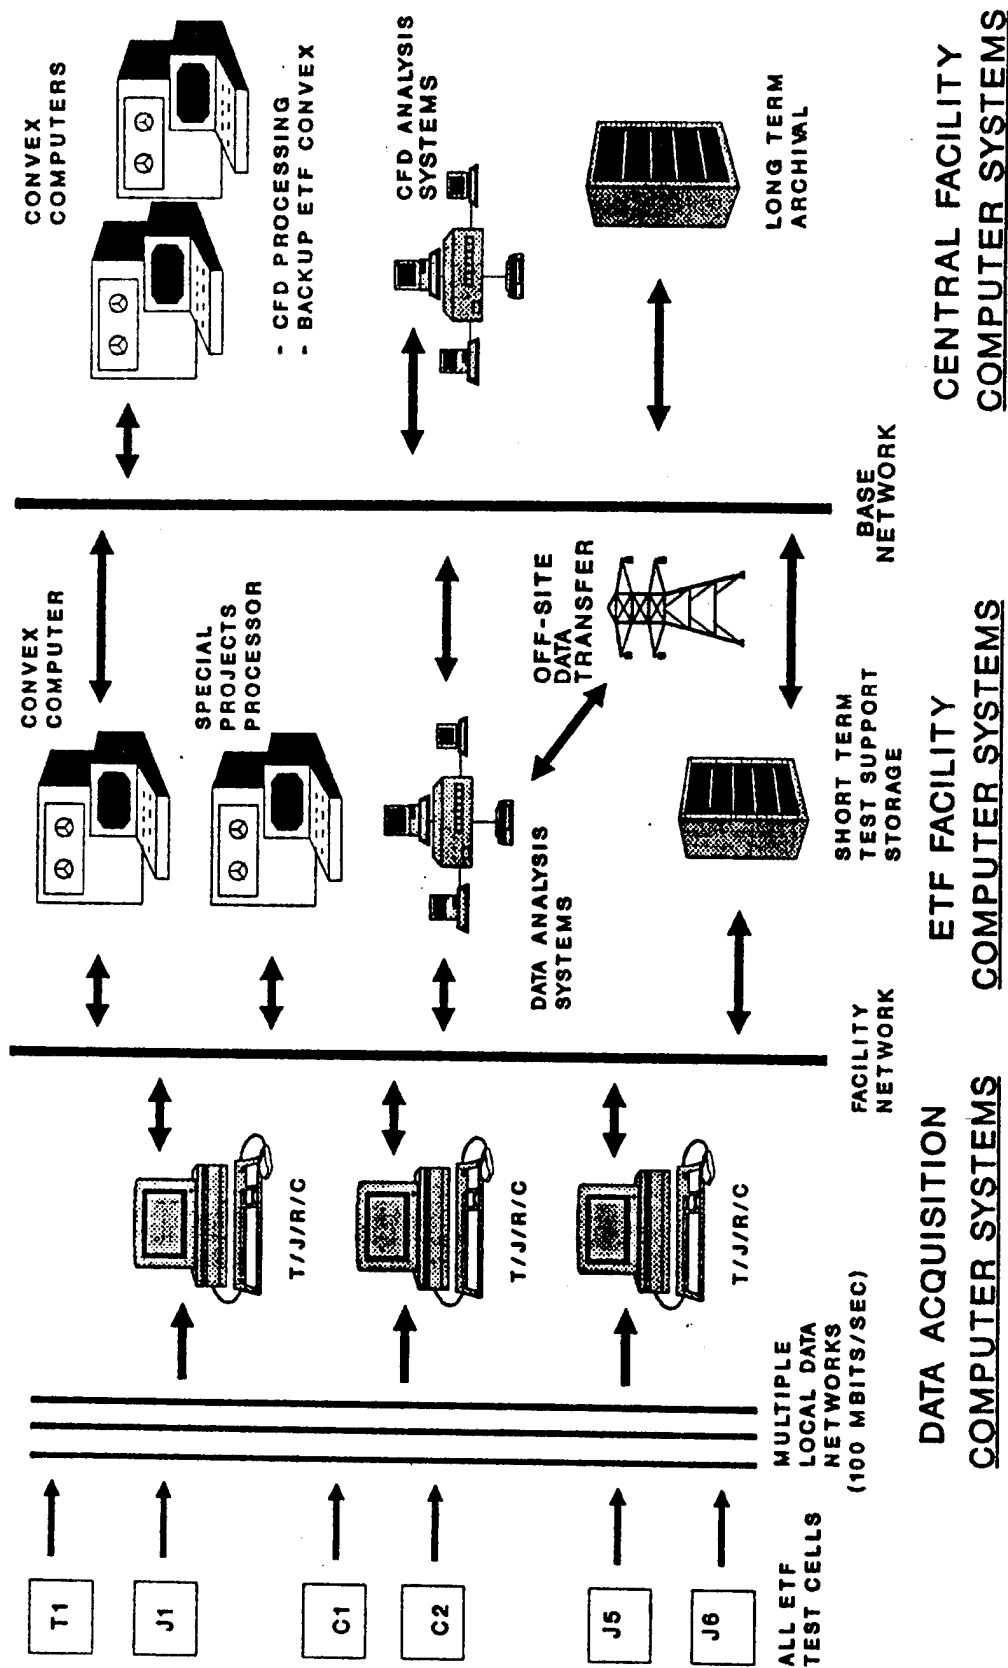 T1
J1
C1
C2
J5
J6
ALL ETF
TEST CELLS
MULTIPLE
LOCAL DATA
NETWORKS
(100 MBITS/SEC)
T/J/R/C
T/J/R/C
T/J/R/C
DATA ACQUISITION
COMPUTER SYSTEMS
FACILITY
NETWORK
CONVEX
COMPUTER
SPECIAL
PROJECTS
PROCESSOR
DATA ANALYSIS
SYSTEMS
OFF-SITE
DATA
TRANSFER
SHORT TERM
TEST SUPPORT
STORAGE
ETF FACILITY
COMPUTER SYSTEMS
BASE
NETWORK
CONVEX
COMPUTERS
- CFD PROCESSING
- BACKUP ETF CONVEX
CFD ANALYSIS
SYSTEMS
LONG TERM
ARCHIVAL
CENTRAL FACILITY
COMPUTER SYSTEMS